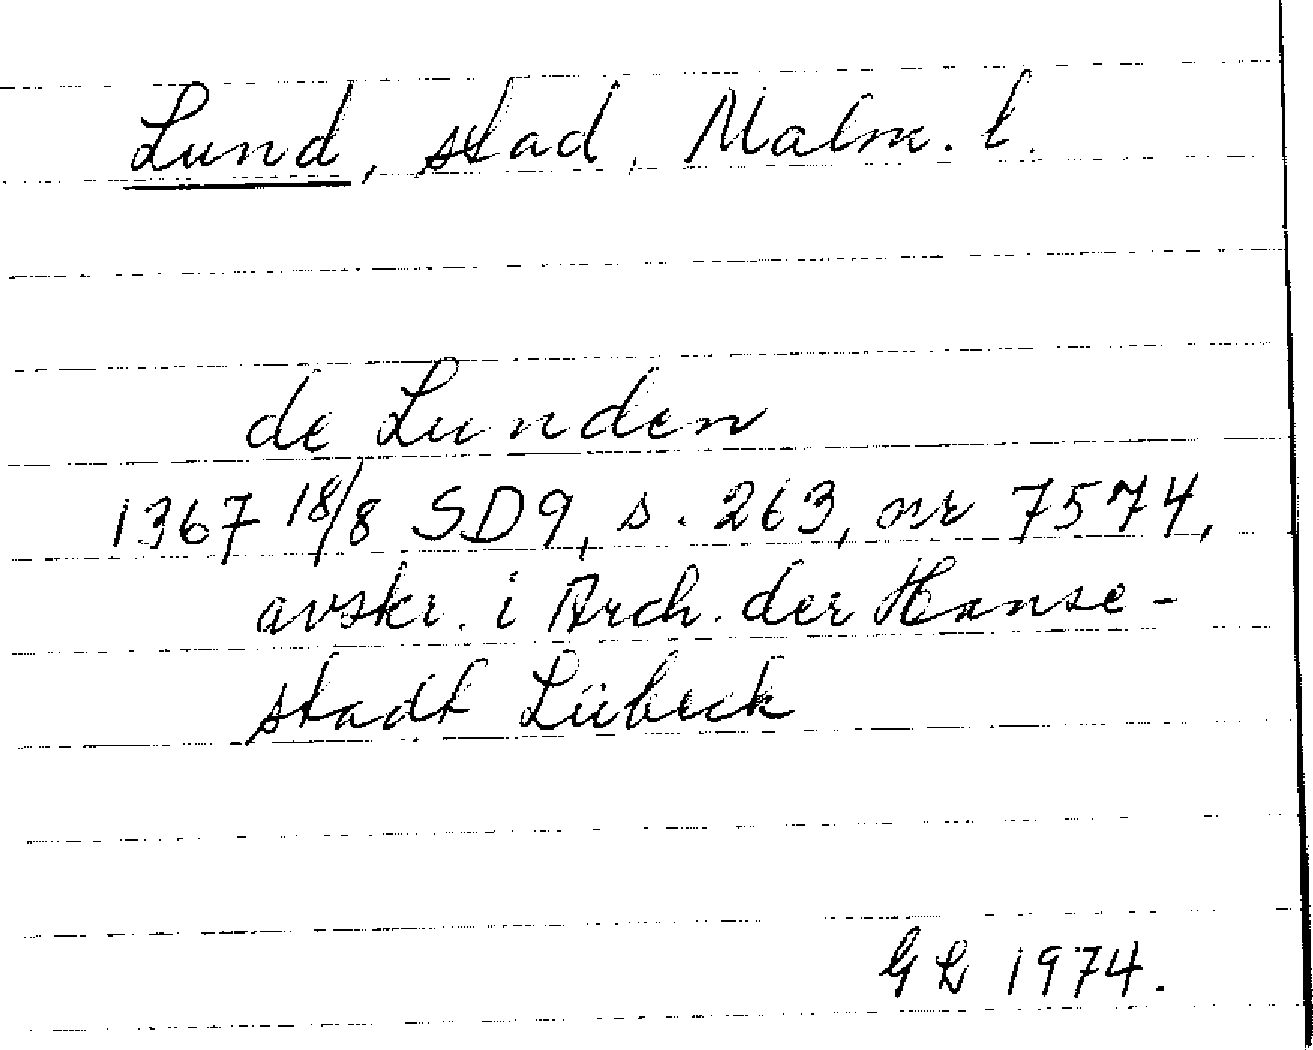 Lund, stad, Malm. l.
de Lunden
1367 18/8 SD9, s. 263, nr 7574,
avskr. i Arch. der Hanse-
stadt Lübeck
GL 1974.